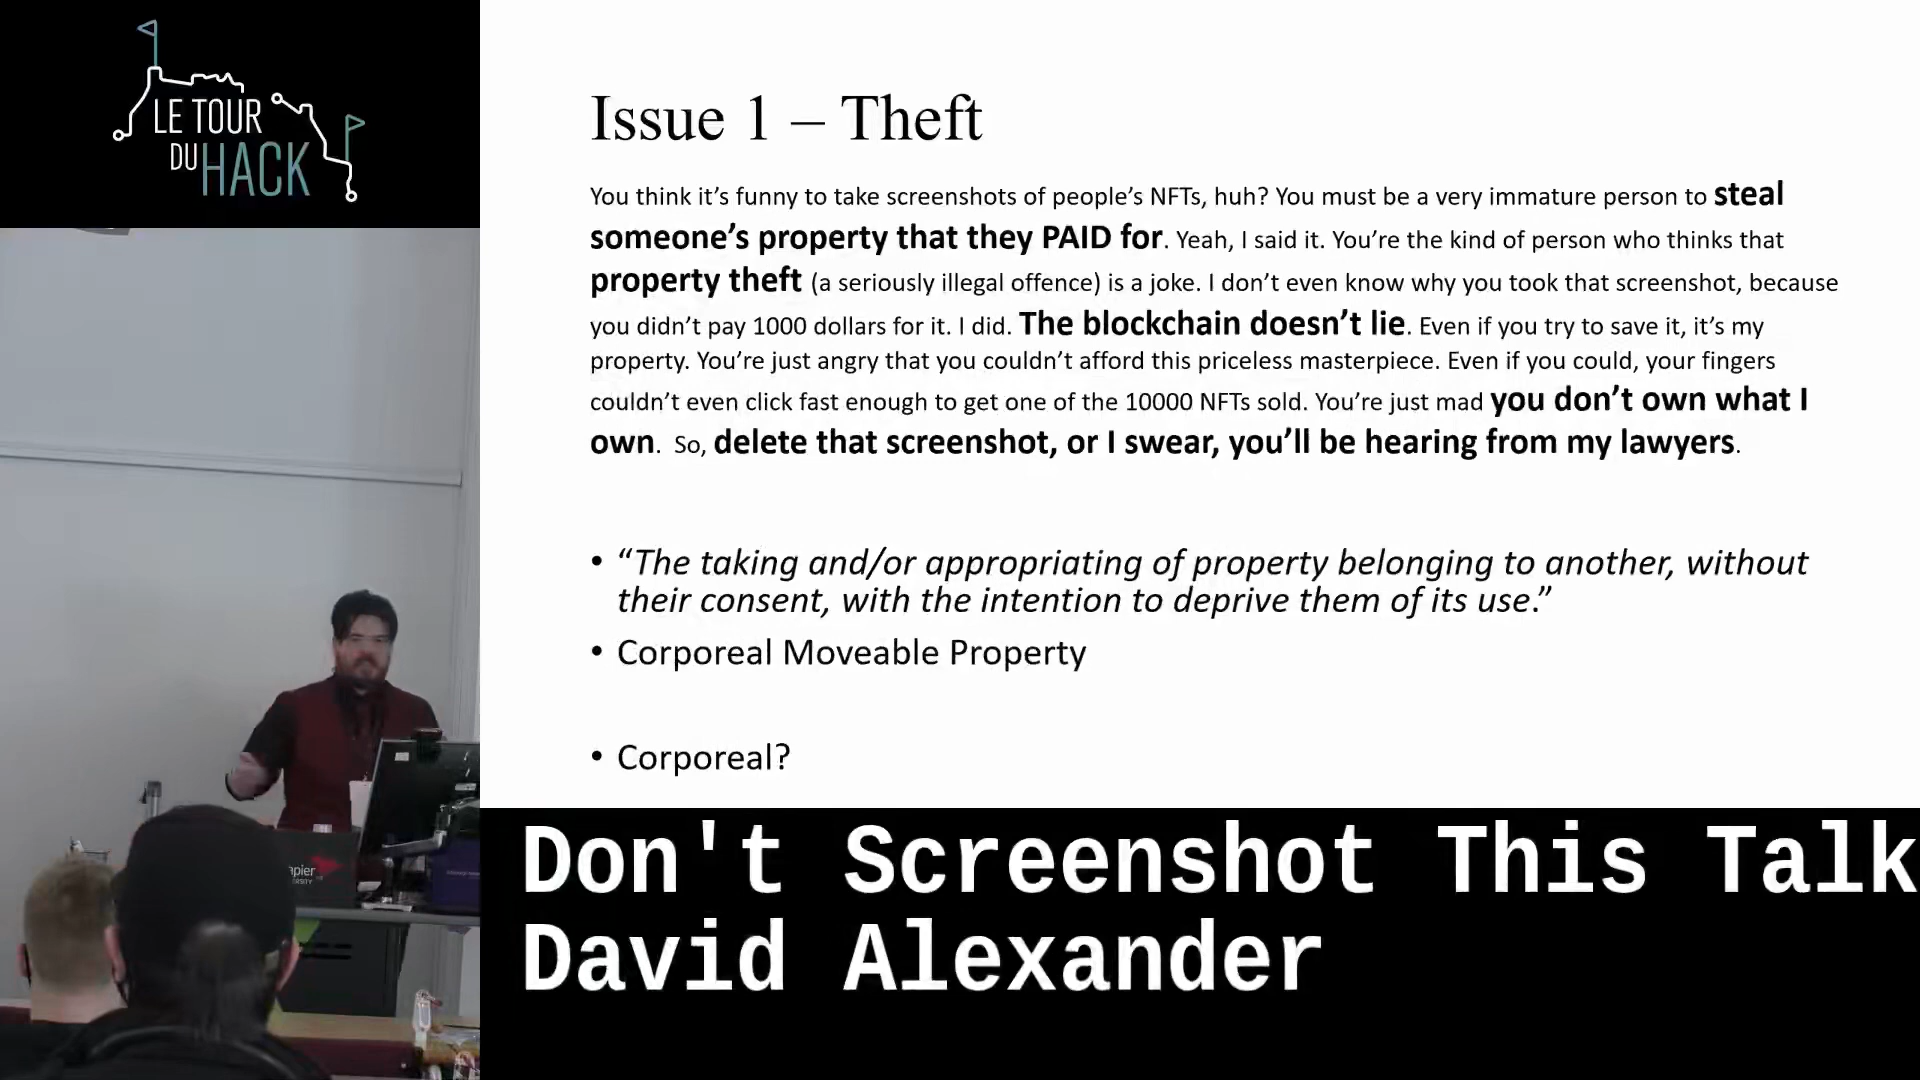 LE TOUR
DU HACK
Issue 1 – Theft
You think it’s funny to take screenshots of people’s NFTs, huh? You must be a very immature person to steal
someone’s property that they PAID for. Yeah, I said it. You’re the kind of person who thinks that
property theft (a seriously illegal offence) is a joke. I don’t even know why you took that screenshot, because
you didn’t pay 1000 dollars for it. I did. The blockchain doesn’t lie. Even if you try to save it, it’s my
property. You’re just angry that you couldn’t afford this priceless masterpiece. Even if you could, your fingers
couldn’t even click fast enough to get one of the 10000 NFTs sold. You’re just mad you don’t own what I
own. So, delete that screenshot, or I swear, you’ll be hearing from my lawyers.
• “The taking and/or appropriating of property belonging to another, without
their consent, with the intention to deprive them of its use.”
• Corporeal Moveable Property
• Corporeal?
Don't Screenshot This Talk
David Alexander